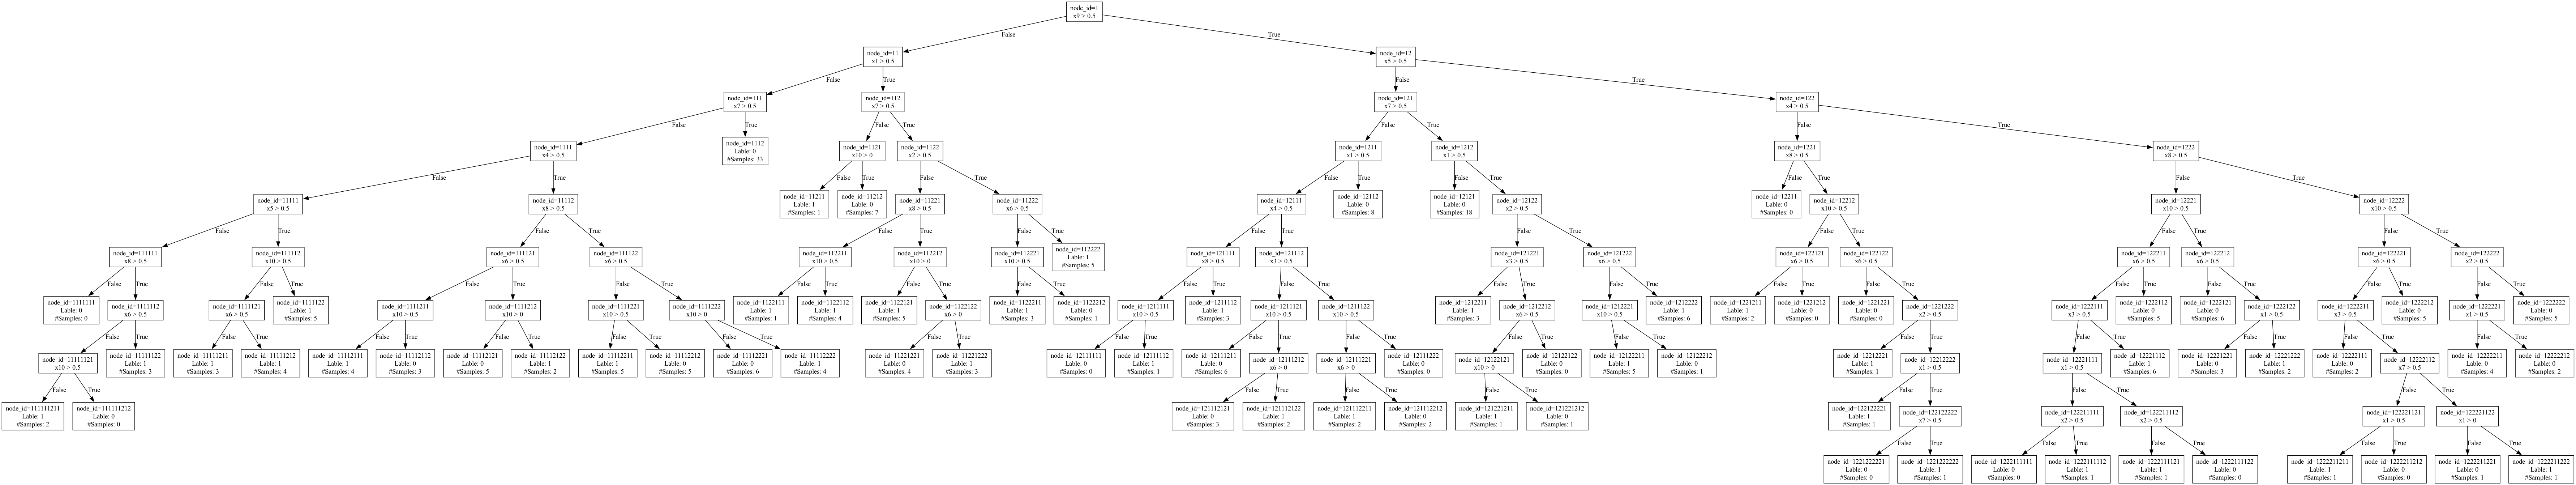 node_id=1
x9 > 0.5
False
True
node_id=11
x1 > 0.5
node_id=12
x5 > 0.5
False
True
False
True
node_id=111
x7 > 0.5
node_id=112
x7 > 0.5
node_id=121
x7 > 0.5
node_id=122
x4 > 0.5
False
True
False
True
False
True
False
True
node_id=1111
x4 > 0.5
node_id=1112
Lable: 0
#Samples: 33
node_id=1121
x10 > 0
node_id=1122
x2 > 0.5
node_id=1211
x1 > 0.5
node_id=1212
x1 > 0.5
node_id=1221
x8 > 0.5
node_id=1222
x8 > 0.5
False
True
False
True
False
True
False
True
False
True
False
True
False
True
node_id=11111
x5 > 0.5
node_id=11112
x8 > 0.5
node_id=11211
Lable: 1
#Samples: 1
node_id=11212
Lable: 0
#Samples: 7
node_id=11221
x8 > 0.5
node_id=11222
x6 > 0.5
node_id=12111
x4 > 0.5
node_id=12112
Lable: 0
#Samples: 8
node_id=12121
Lable: 0
#Samples: 18
node_id=12122
x2 > 0.5
node_id=12211
Lable: 0
#Samples: 0
node_id=12212
x10 > 0.5
node_id=12221
x10 > 0.5
node_id=12222
x10 > 0.5
False
True
False
True
False
True
False
True
False
True
False
True
False
True
False
True
False
True
node_id=111111
x8 > 0.5
node_id=111112
x10 > 0.5
node_id=111121
x6 > 0.5
node_id=111122
x6 > 0.5
node_id=112211
x10 > 0.5
node_id=112212
x10 > 0
node_id=112221
x10 > 0.5
node_id=112222
Lable: 1
#Samples: 5
node_id=121111
x8 > 0.5
node_id=121112
x3 > 0.5
node_id=121221
x3 > 0.5
node_id=121222
x6 > 0.5
node_id=122121
x6 > 0.5
node_id=122122
x6 > 0.5
node_id=122211
x6 > 0.5
node_id=122212
x6 > 0.5
node_id=122221
x6 > 0.5
node_id=122222
x2 > 0.5
False
True
False
True
False
True
False
True
False
True
False
True
False
True
False
True
False
True
False
True
False
True
False
True
False
True
False
True
False
True
False
True
False
True
node_id=1111111
Lable: 0
#Samples: 0
node_id=1111112
x6 > 0.5
node_id=1111121
x6 > 0.5
node_id=1111122
Lable: 1
#Samples: 5
node_id=1111211
x10 > 0.5
node_id=1111212
x10 > 0
node_id=1111221
x10 > 0.5
node_id=1111222
x10 > 0
node_id=1122111
Lable: 1
#Samples: 1
node_id=1122112
Lable: 1
#Samples: 4
node_id=1122121
Lable: 1
#Samples: 5
node_id=1122122
x6 > 0
node_id=1122211
Lable: 1
#Samples: 3
node_id=1122212
Lable: 0
#Samples: 1
node_id=1211111
x10 > 0.5
node_id=1211112
Lable: 1
#Samples: 3
node_id=1211121
x10 > 0.5
node_id=1211122
x10 > 0.5
node_id=1212211
Lable: 1
#Samples: 3
node_id=1212212
x6 > 0.5
node_id=1212221
x10 > 0.5
node_id=1212222
Lable: 1
#Samples: 6
node_id=1221211
Lable: 1
#Samples: 2
node_id=1221212
Lable: 0
#Samples: 0
node_id=1221221
Lable: 0
#Samples: 0
node_id=1221222
x2 > 0.5
node_id=1222111
x3 > 0.5
node_id=1222112
Lable: 0
#Samples: 5
node_id=1222121
Lable: 0
#Samples: 6
node_id=1222122
x1 > 0.5
node_id=1222211
x3 > 0.5
node_id=1222212
Lable: 0
#Samples: 5
node_id=1222221
x1 > 0.5
node_id=1222222
Lable: 0
#Samples: 5
False
True
False
True
False
True
False
True
False
True
False
True
False
True
False
True
False
True
False
True
False
True
False
True
False
True
False
True
False
True
False
True
False
True
node_id=11111121
x10 > 0.5
node_id=11111122
Lable: 1
#Samples: 3
node_id=11111211
Lable: 1
#Samples: 3
node_id=11111212
Lable: 1
#Samples: 4
node_id=11112111
Lable: 1
#Samples: 4
node_id=11112112
Lable: 0
#Samples: 3
node_id=11112121
Lable: 0
#Samples: 5
node_id=11112122
Lable: 1
#Samples: 2
node_id=11112211
Lable: 1
#Samples: 5
node_id=11112212
Lable: 0
#Samples: 5
node_id=11112221
Lable: 0
#Samples: 6
node_id=11112222
Lable: 1
#Samples: 4
node_id=11221221
Lable: 0
#Samples: 4
node_id=11221222
Lable: 1
#Samples: 3
node_id=12111111
Lable: 0
#Samples: 0
node_id=12111112
Lable: 1
#Samples: 1
node_id=12111211
Lable: 0
#Samples: 6
node_id=12111212
x6 > 0
node_id=12111221
x6 > 0
node_id=12111222
Lable: 0
#Samples: 0
node_id=12122121
x10 > 0
node_id=12122122
Lable: 0
#Samples: 0
node_id=12122211
Lable: 1
#Samples: 5
node_id=12122212
Lable: 0
#Samples: 1
node_id=12212221
Lable: 1
#Samples: 1
node_id=12212222
x1 > 0.5
node_id=12221111
x1 > 0.5
node_id=12221112
Lable: 1
#Samples: 6
node_id=12221221
Lable: 0
#Samples: 3
node_id=12221222
Lable: 1
#Samples: 2
node_id=12222111
Lable: 0
#Samples: 2
node_id=12222112
x7 > 0.5
node_id=12222211
Lable: 0
#Samples: 4
node_id=12222212
Lable: 0
#Samples: 2
False
True
False
True
False
True
False
True
False
True
False
True
False
True
node_id=111111211
Lable: 1
#Samples: 2
node_id=111111212
Lable: 0
#Samples: 0
node_id=121112121
Lable: 0
#Samples: 3
node_id=121112122
Lable: 1
#Samples: 2
node_id=121112211
Lable: 1
#Samples: 2
node_id=121112212
Lable: 0
#Samples: 2
node_id=121221211
Lable: 1
#Samples: 1
node_id=121221212
Lable: 0
#Samples: 1
node_id=122122221
Lable: 1
#Samples: 1
node_id=122122222
x7 > 0.5
node_id=122211111
x2 > 0.5
node_id=122211112
x2 > 0.5
node_id=122221121
x1 > 0.5
node_id=122221122
x1 > 0
False
True
False
True
False
True
False
True
False
True
node_id=1221222221
Lable: 0
#Samples: 0
node_id=1221222222
Lable: 1
#Samples: 1
node_id=1222111111
Lable: 0
#Samples: 0
node_id=1222111112
Lable: 1
#Samples: 1
node_id=1222111121
Lable: 1
#Samples: 1
node_id=1222111122
Lable: 0
#Samples: 0
node_id=1222211211
Lable: 1
#Samples: 1
node_id=1222211212
Lable: 0
#Samples: 0
node_id=1222211221
Lable: 0
#Samples: 1
node_id=1222211222
Lable: 1
#Samples: 1